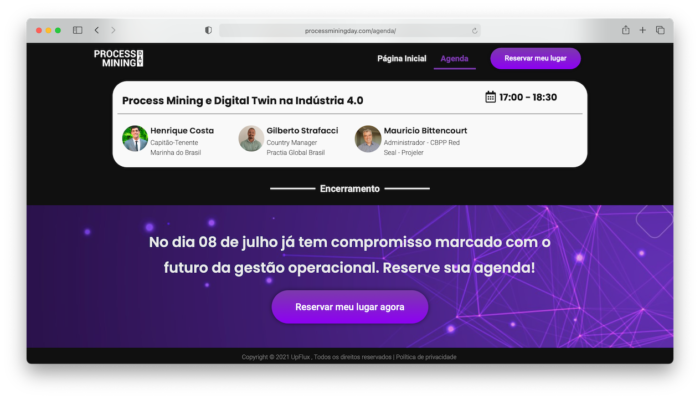 processminingday.com/agenda/
PROCESS
MINING
DAY
Página Inicial
Agenda
Reservar meu lugar
Process Mining e Digital Twin na Indústria 4.0
17:00 - 18:30
Henrique Costa
Capitão-Tenente
Marinha do Brasil
Gilberto Strafacci
Country Manager
Practia Global Brasil
Mauricio Bittencourt
Administrador - CBPP Red
Seal - Projeler
Encerramento
No dia 08 de julho já tem compromisso marcado com o
futuro da gestão operacional. Reserve sua agenda!
Reservar meu lugar agora
Copyright © 2021 UpFlux , Todos os direitos reservados | Política de privacidade